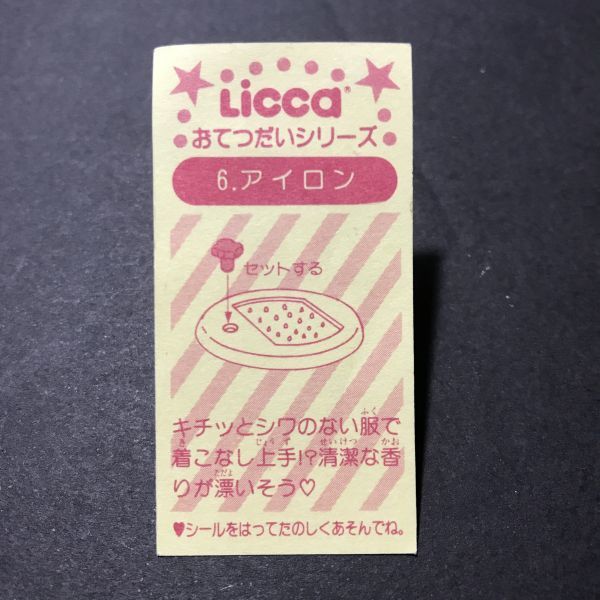 Licca®
おてつだいシリーズ
6.アイロン
セットする
キチッとシワのない服で
着こなし上手!?清潔な香
りが漂いそう♡
♥シールをはってたのしくあそんでね。